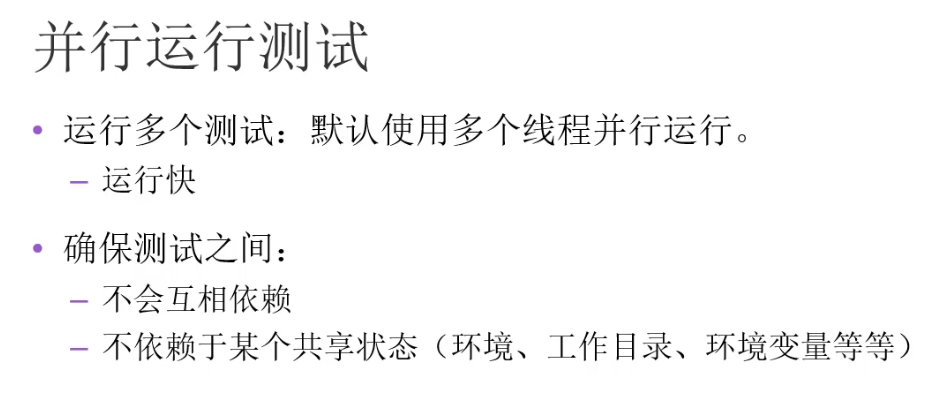 并行运行测试
• 运行多个测试：默认使用多个线程并行运行。
– 运行快
• 确保测试之间：
– 不会互相依赖
– 不依赖于某个共享状态（环境、工作目录、环境变量等等）